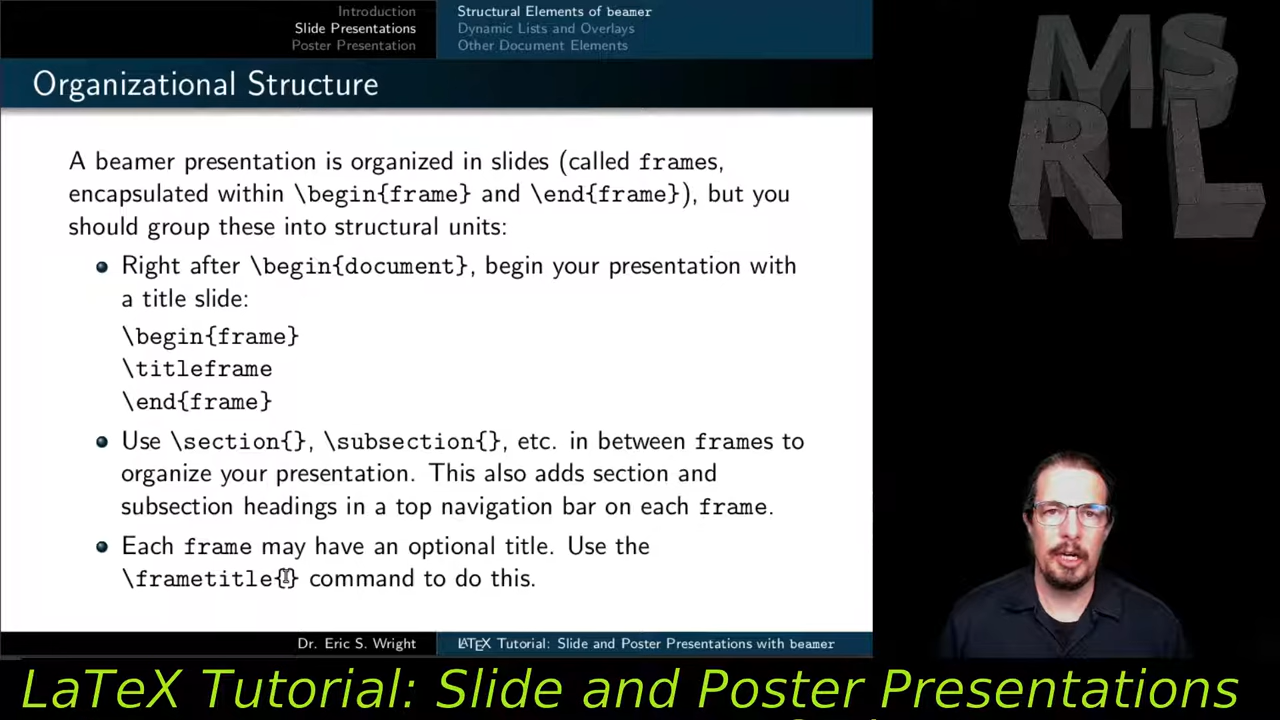 Introduction
Slide Presentations
Poster Presentation
Structural Elements of beamer
Dynamic Lists and Overlays
Other Document Elements
Organizational Structure
A beamer presentation is organized in slides (called frames,
encapsulated within \begin{frame} and \end{frame}), but you
should group these into structural units:
Right after \begin{document}, begin your presentation with
a title slide:
\begin{frame}
\titleframe
\end{frame}
Use \section{}, \subsection{}, etc. in between frames to
organize your presentation. This also adds section and
subsection headings in a top navigation bar on each frame.
Each frame may have an optional title. Use the
\frametitle{} command to do this.
Dr. Eric S. Wright
LATEX Tutorial: Slide and Poster Presentations with beamer
MS
RL
LaTeX Tutorial: Slide and Poster Presentations